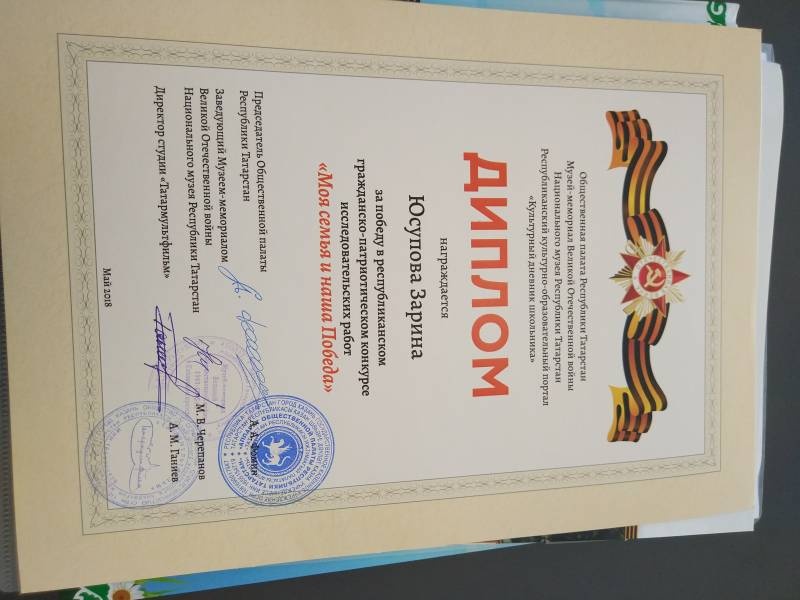 Общественная палата Республики Татарстан
Музей-мемориал Великой Отечественной войны
Национального музея Республики Татарстан
Республиканский культурно-образовательный портал
«Культурный дневник школьника»
ДИПЛОМ
награждается
Юсупова Зарина
за победу в республиканском
гражданско-патриотическом конкурсе
исследовательских работ
«Моя семья и наша Победа»
Председатель Общественной палаты
Республики Татарстан
А. А. Фомин
Заведующий Музеем-мемориалом
Великой Отечественной войны
Национального музея Республики Татарстан
М. В. Черепанов
Директор студии «Татармультфильм»
А. М. Ганиев
Май 2018